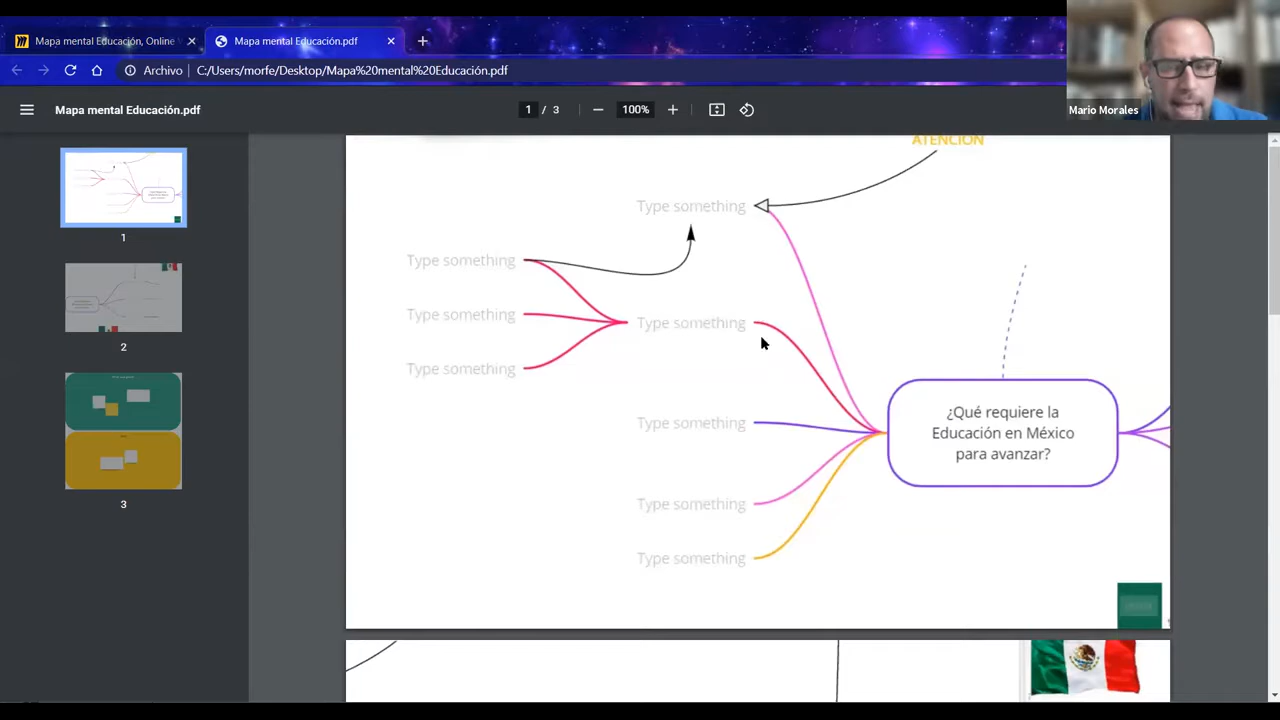 Mapa mental Educación, Online
Mapa mental Educación.pdf
Archivo
C:/Users/morfe/Desktop/Mapa%20mental%20Educación.pdf
Mario Morales
Mapa mental Educación.pdf
1 / 3
100%
1
2
3
ATENCIÓN
Type something
Type something
Type something
Type something
Type something
Type something
Type something
Type something
¿Qué requiere la
Educación en México
para avanzar?